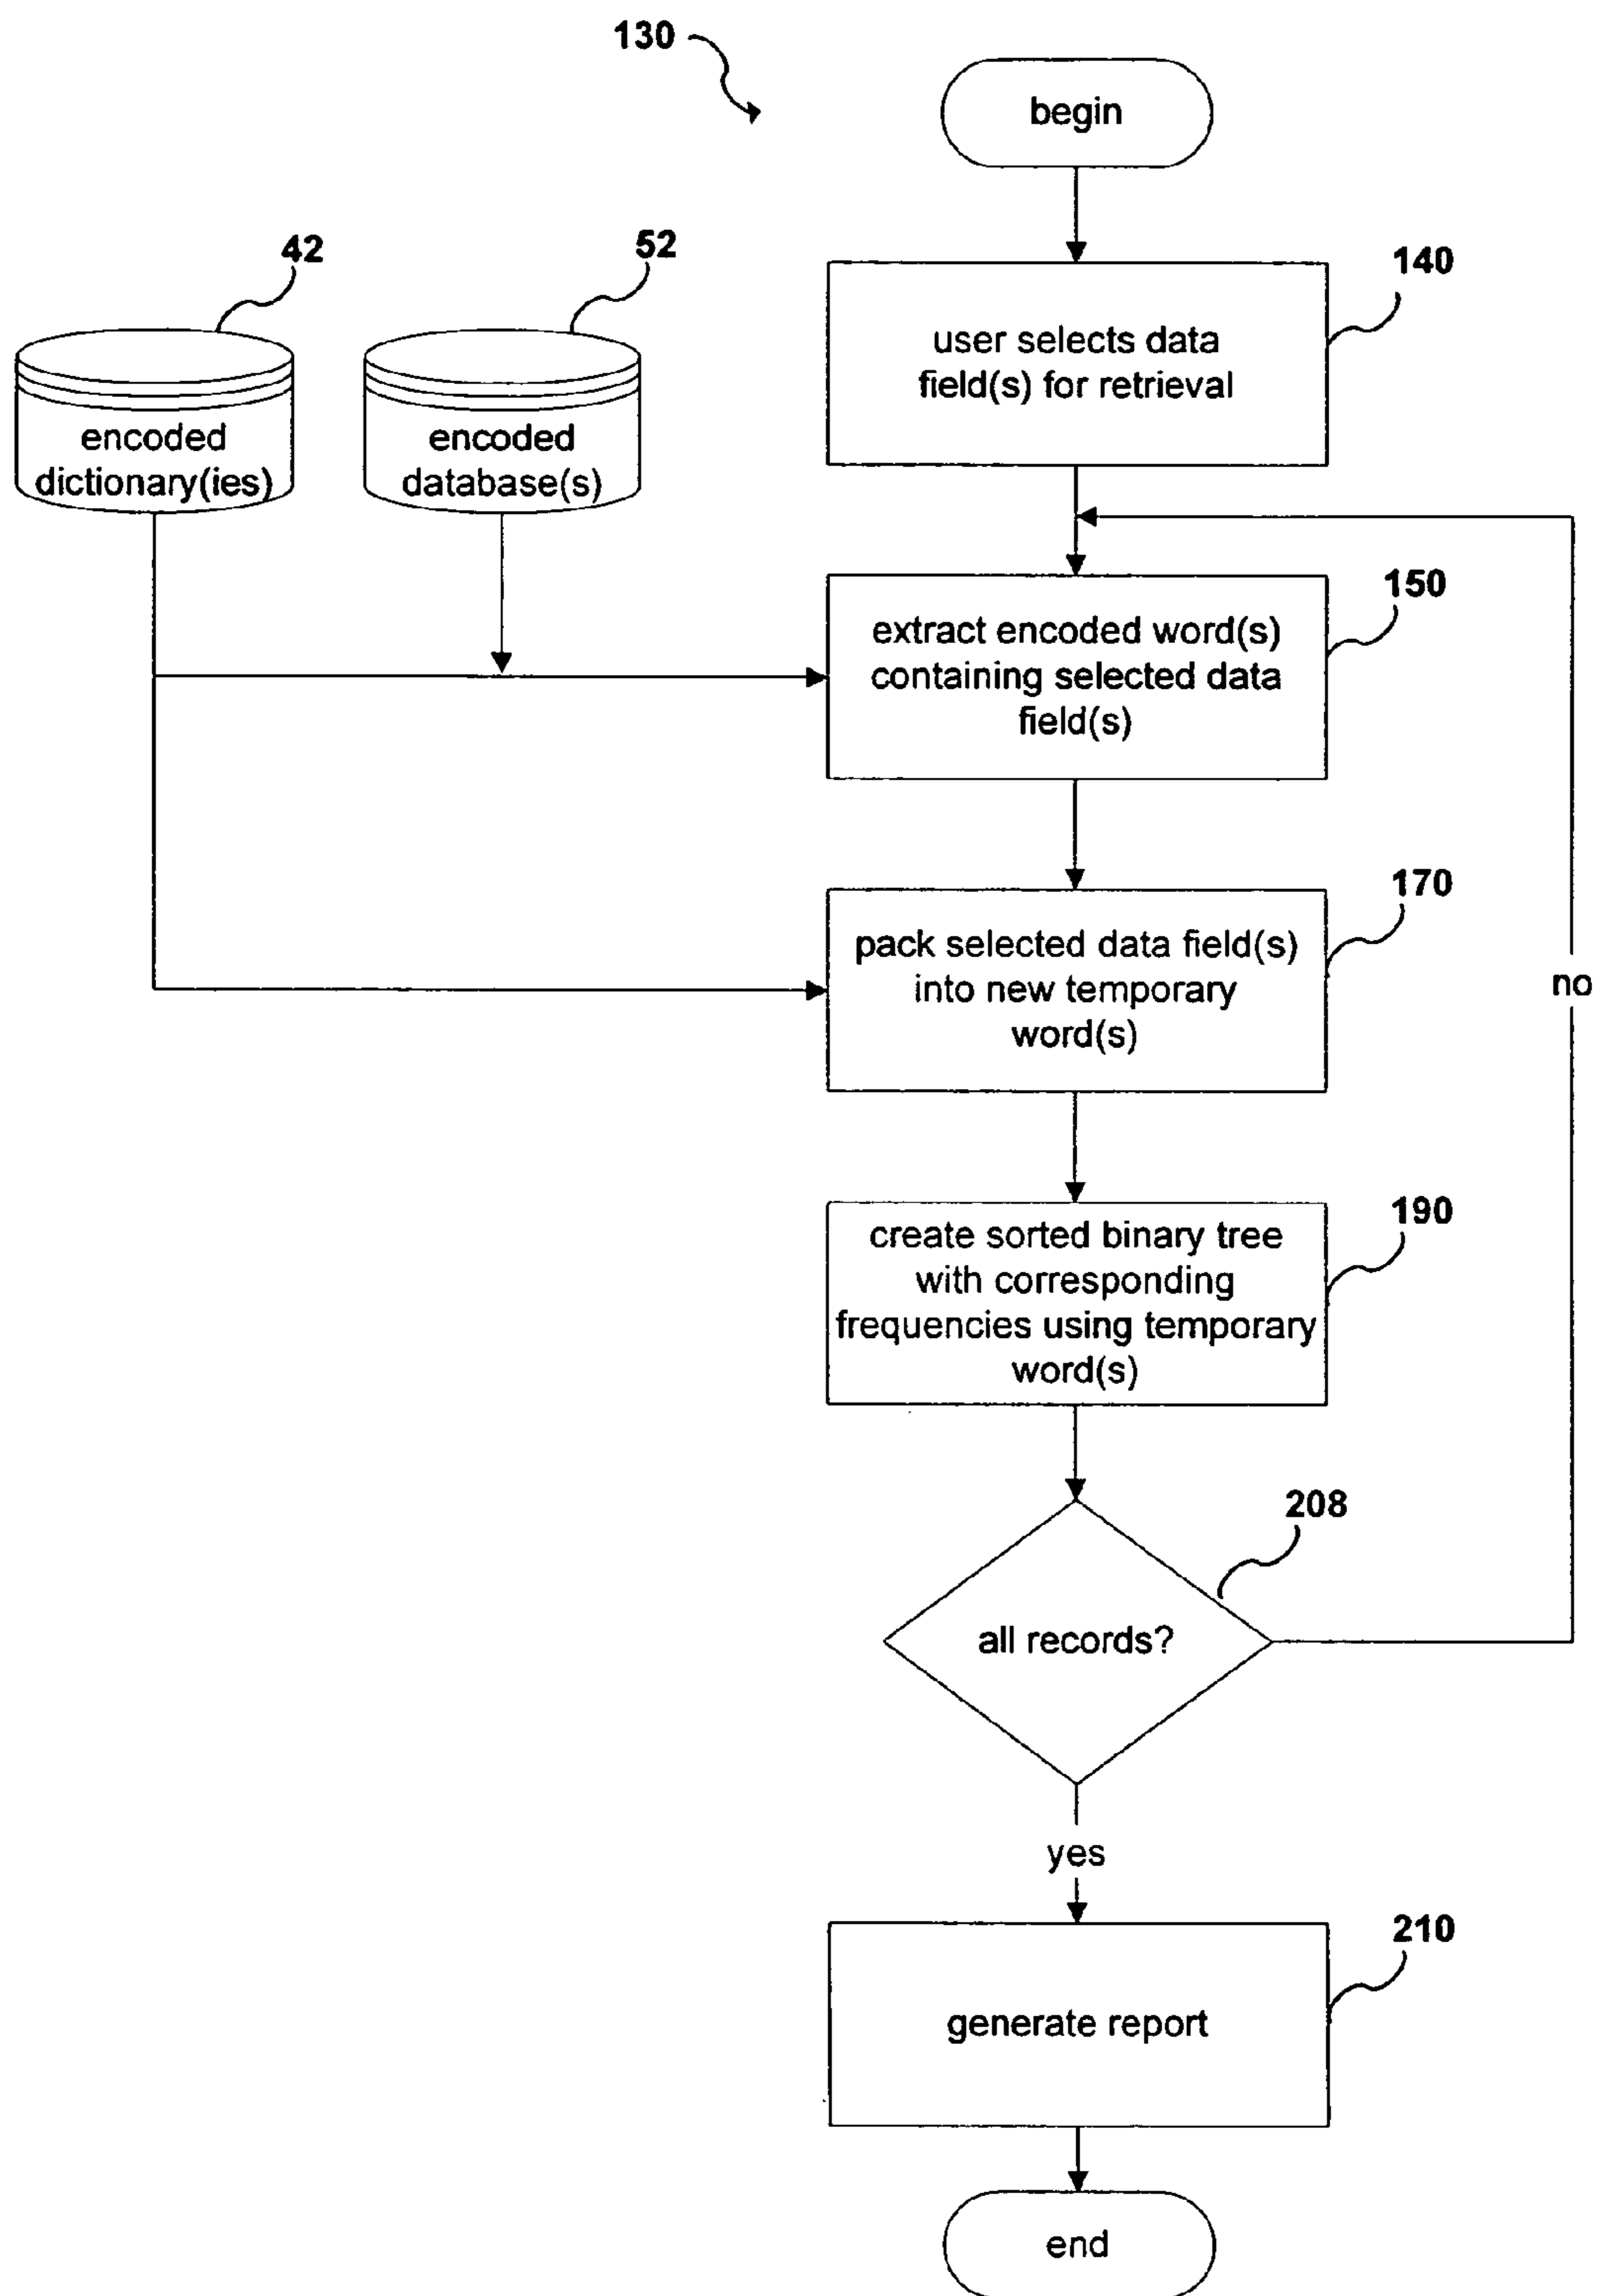 130
begin
42
52
140
encoded
dictionary(ies)
encoded
database(s)
user selects data
field(s) for retrieval
150
extract encoded word(s)
containing selected data
field(s)
170
pack selected data field(s)
into new temporary
word(s)
no
190
create sorted binary tree
with corresponding
frequencies using temporary
word(s)
208
all records?
yes
210
generate report
end